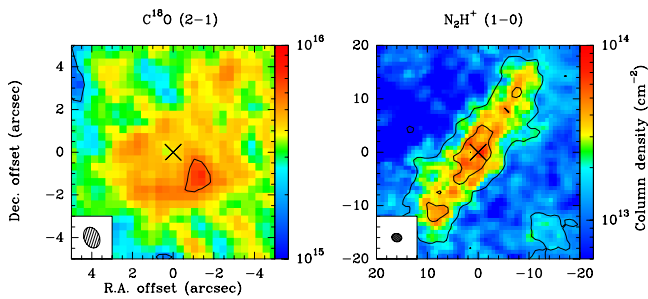 C¹⁸O (2−1)
N₂H⁺ (1−0)
10¹⁶
10¹⁴
4
2
0
−2
−4
20
10
0
−10
−20
Dec. offset (arcsec)
Column density (cm⁻²)
10¹⁵
10¹³
4 2 0 −2 −4
20 10 0 −10 −20
R.A. offset (arcsec)